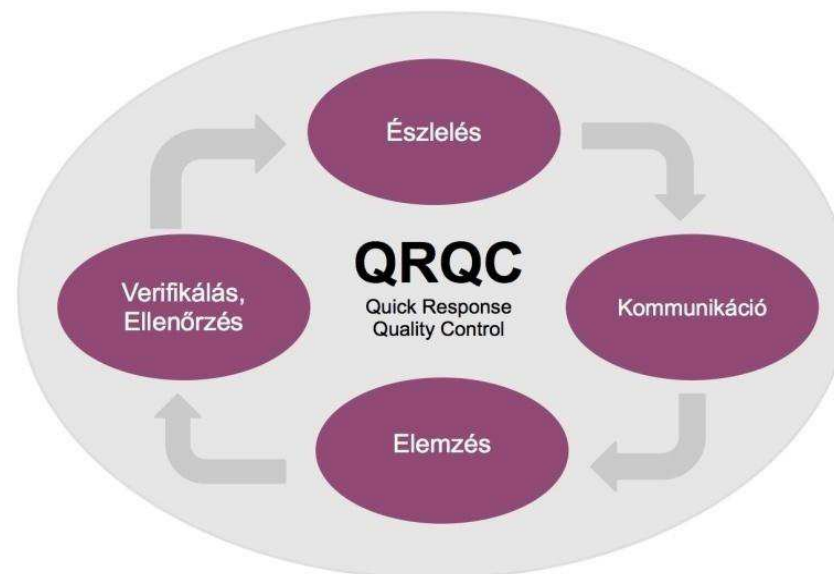 Észlelés
QRQC
Quick Response
Quality Control
Verifikálás,
Ellenőrzés
Kommunikáció
Elemzés